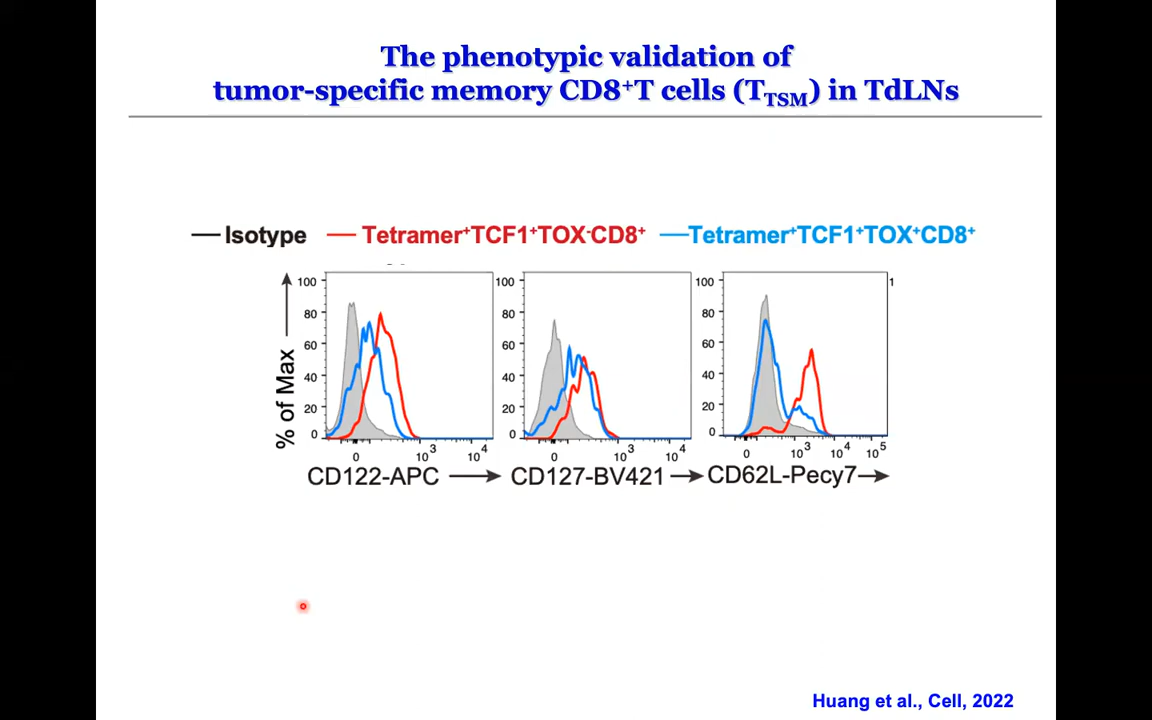 The phenotypic validation of
tumor-specific memory CD8⁺T cells (T_TSM) in TdLNs
Isotype Tetramer⁺TCF1⁺TOX⁻CD8⁺ Tetramer⁺TCF1⁺TOX⁺CD8⁺
% of Max
100 80 60 40 20 0
0 10³ 10⁴
CD122-APC
100 80 60 40 20 0
0 10³ 10⁴
CD127-BV421
100 80 60 40 20 0
0 10³ 10⁴ 10⁵
CD62L-Pecy7
1
Huang et al., Cell, 2022